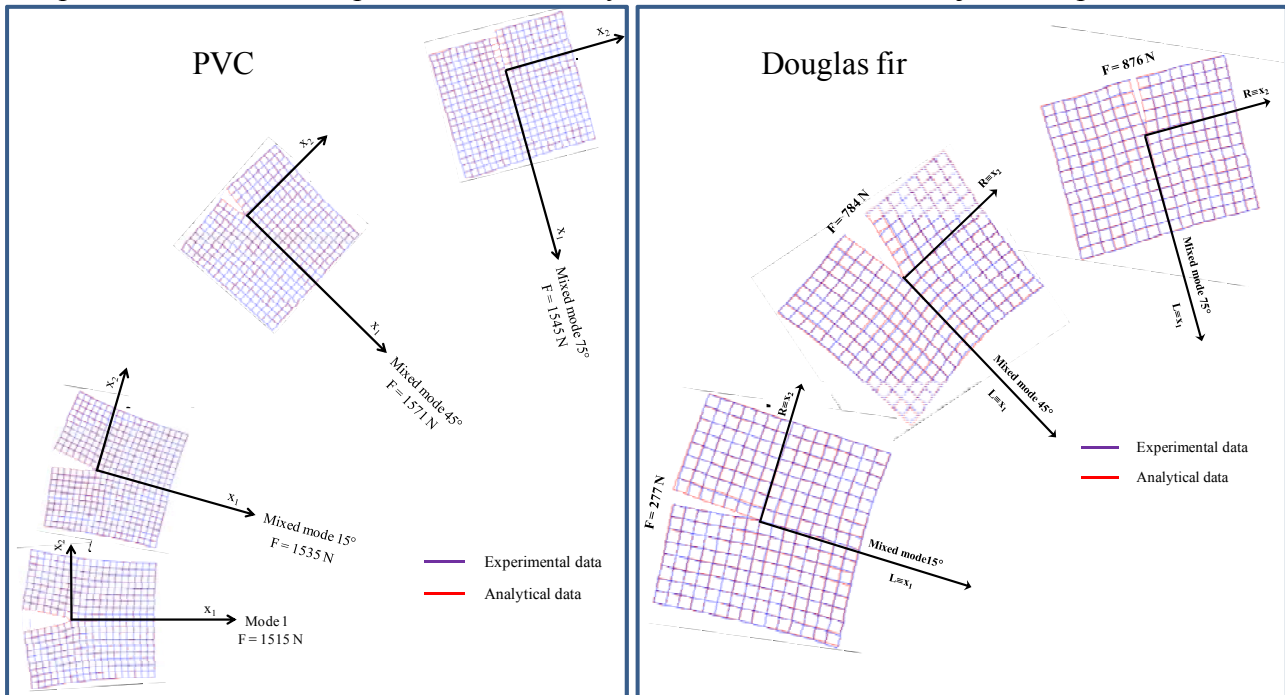 PVC
x₂
x₁
Mixed mode 75°
F = 1545 N
x₂
x₁
Mixed mode 45°
F = 1571 N
x₂
x₁
Mixed mode 15°
F = 1535 N
x₂
x₁
Mode 1
F = 1515 N
Experimental data
Analytical data
Douglas fir
F = 876 N
R≡x₂
Mixed mode 75°
L≡x₁
F = 784 N
R≡x₂
Mixed mode 45°
L≡x₁
R≡x₂
F = 277 N
Mixed mode15°
L≡x₁
Experimental data
Analytical data